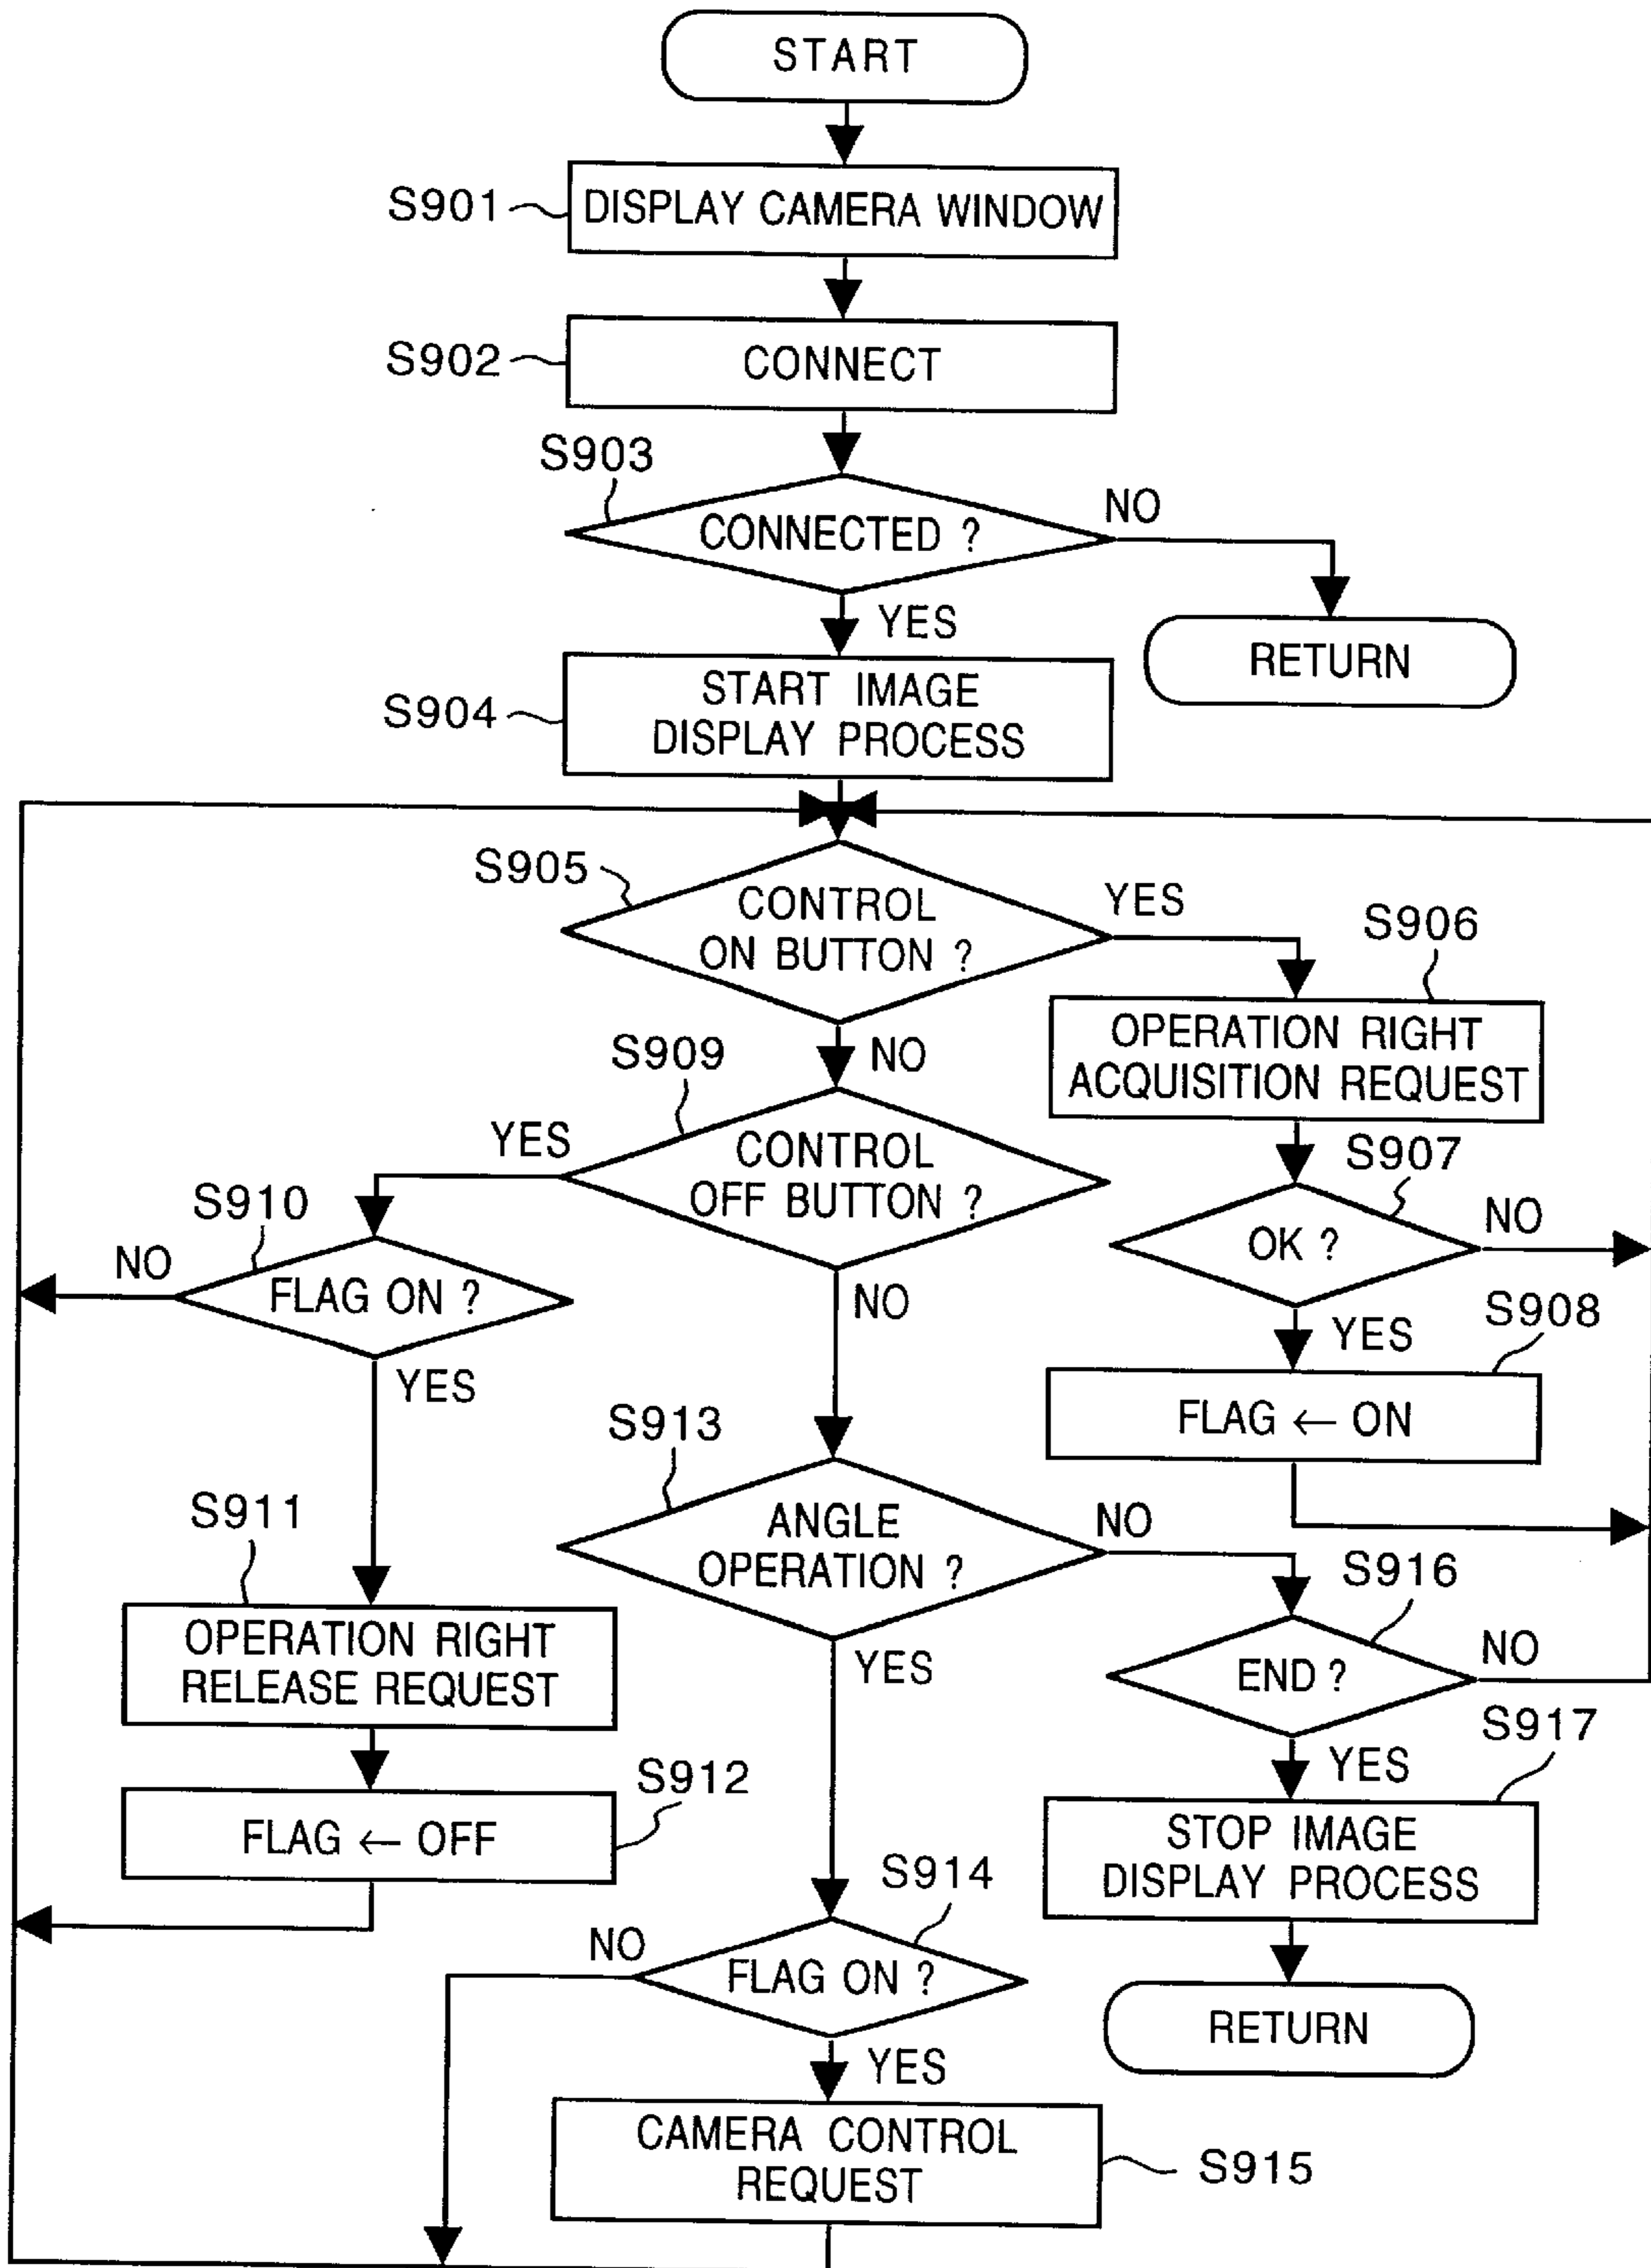 START
S901
DISPLAY CAMERA WINDOW
S902
CONNECT
S903
CONNECTED ?
NO
YES
RETURN
S904
START IMAGE
DISPLAY PROCESS
S905
CONTROL
ON BUTTON ?
YES
NO
S906
OPERATION RIGHT
ACQUISITION REQUEST
S907
OK ?
NO
YES
S908
FLAG ← ON
S909
CONTROL
OFF BUTTON ?
YES
NO
S910
FLAG ON ?
NO
YES
S911
OPERATION RIGHT
RELEASE REQUEST
S912
FLAG ← OFF
S913
ANGLE
OPERATION ?
NO
YES
S916
END ?
NO
YES
S917
STOP IMAGE
DISPLAY PROCESS
RETURN
S914
FLAG ON ?
NO
YES
CAMERA CONTROL
REQUEST
S915